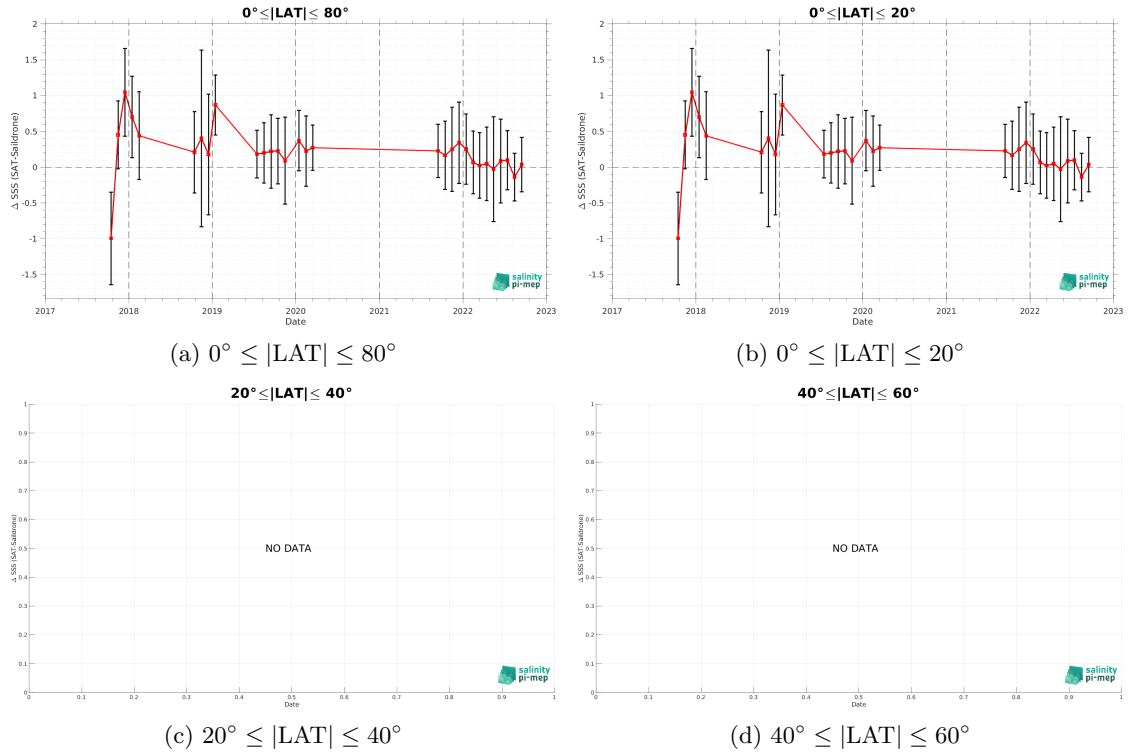 0°≤|LAT|≤ 80°
2
1.5
1
0.5
0
-0.5
-1
-1.5
Δ SSS (SAT-Saildrone)
2017 2018 2019 2020 2021 2022 2023
Date
salinity
pi-mep
(a) 0° ≤ |LAT| ≤ 80°
0°≤|LAT|≤ 20°
2
1.5
1
0.5
0
-0.5
-1
-1.5
Δ SSS (SAT-Saildrone)
2017 2018 2019 2020 2021 2022 2023
Date
salinity
pi-mep
(b) 0° ≤ |LAT| ≤ 20°
20°≤|LAT|≤ 40°
1
0.9
0.8
0.7
0.6
0.5
0.4
0.3
0.2
0.1
0
Δ SSS (SAT-Saildrone)
NO DATA
0 0.1 0.2 0.3 0.4 0.5 0.6 0.7 0.8 0.9 1
Date
salinity
pi-mep
(c) 20° ≤ |LAT| ≤ 40°
40°≤|LAT|≤ 60°
1
0.9
0.8
0.7
0.6
0.5
0.4
0.3
0.2
0.1
0
Δ SSS (SAT-Saildrone)
NO DATA
0 0.1 0.2 0.3 0.4 0.5 0.6 0.7 0.8 0.9 1
Date
salinity
pi-mep
(d) 40° ≤ |LAT| ≤ 60°